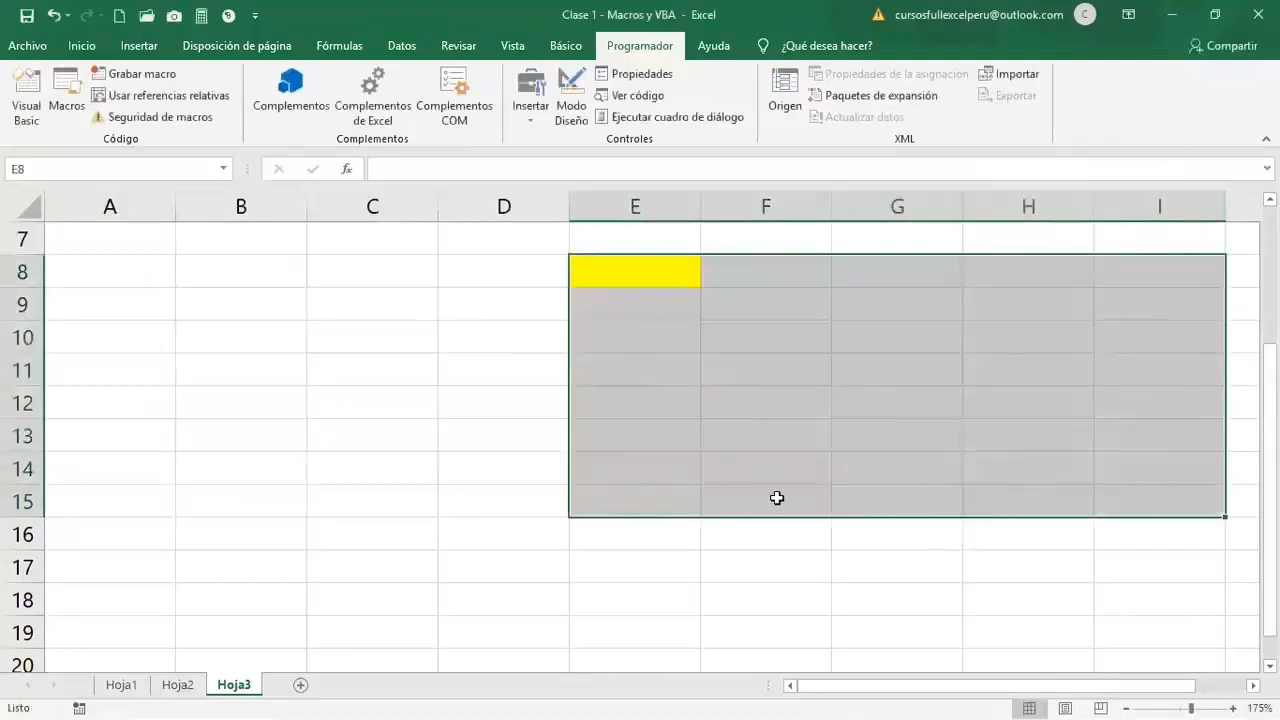 Clase 1 - Macros y VBA - Excel
cursosfullexcelperu@outlook.com C
Archivo Inicio Insertar Disposición de página Fórmulas Datos Revisar Vista Básico Programador Ayuda ¿Qué desea hacer? Compartir
Visual Basic
Macros
Grabar macro
Usar referencias relativas
Seguridad de macros
Código
Complementos
Complementos de Excel
Complementos COM
Complementos
Insertar
Modo Diseño
Propiedades
Ver código
Ejecutar cuadro de diálogo
Controles
Origen
Propiedades de la asignación
Paquetes de expansión
Actualizar datos
Importar
Exportar
XML
E8 fx
A B C D E F G H I
7
8
9
10
11
12
13
14
15
16
17
18
19
20
Hoja1 Hoja2 Hoja3
Listo 175%